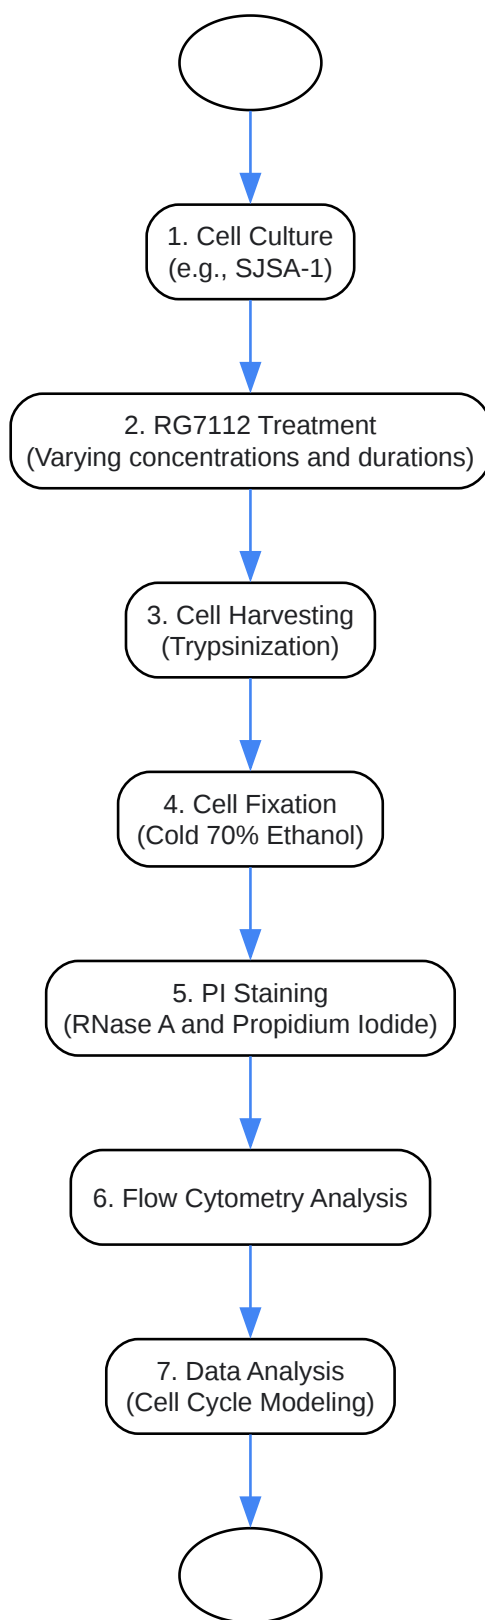 1. Cell Culture
(e.g., SJSA-1)
2. RG7112 Treatment
(Varying concentrations and durations)
3. Cell Harvesting
(Trypsinization)
4. Cell Fixation
(Cold 70% Ethanol)
5. PI Staining
(RNase A and Propidium Iodide)
6. Flow Cytometry Analysis
7. Data Analysis
(Cell Cycle Modeling)